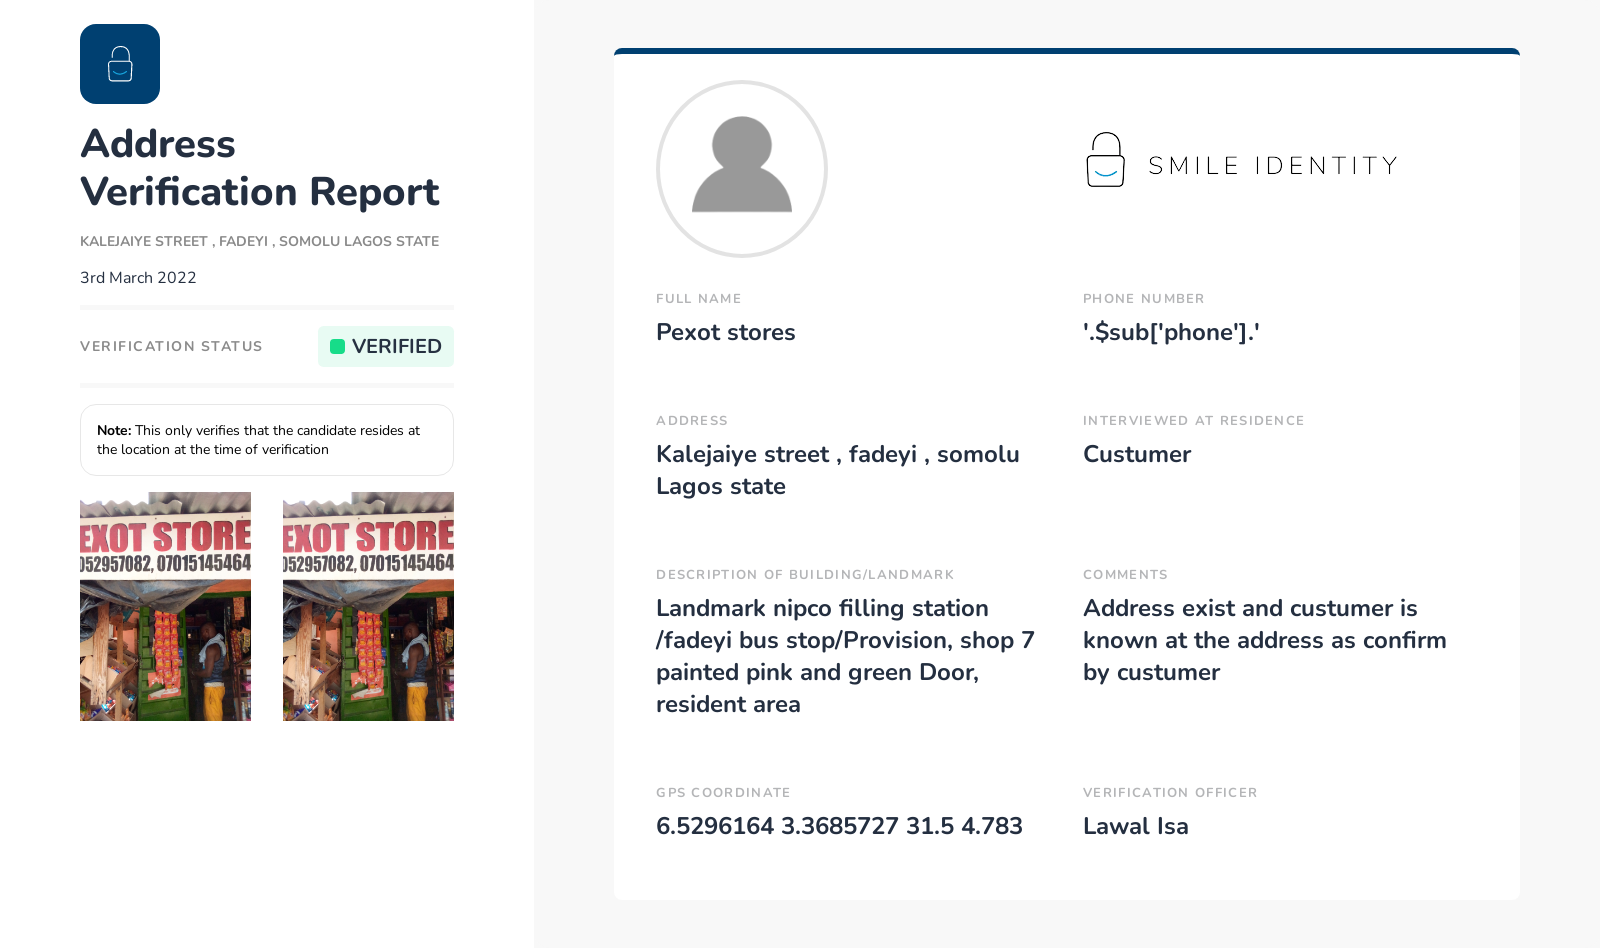 Address
Verification Report
KALEJAIYE STREET , FADEYI , SOMOLU LAGOS STATE
3rd March 2022
VERIFICATION STATUS
VERIFIED
Note: This only verifies that the candidate resides at
the location at the time of verification
EXOT STORE
052957082, 07015145464
EXOT STORE
052957082, 07015145464
SMILE IDENTITY
FULL NAME
Pexot stores
PHONE NUMBER
'.$sub['phone'].'
ADDRESS
Kalejaiye street , fadeyi , somolu
Lagos state
INTERVIEWED AT RESIDENCE
Custumer
DESCRIPTION OF BUILDING/LANDMARK
Landmark nipco filling station
/fadeyi bus stop/Provision, shop 7
painted pink and green Door,
resident area
COMMENTS
Address exist and custumer is
known at the address as confirm
by custumer
GPS COORDINATE
6.5296164 3.3685727 31.5 4.783
VERIFICATION OFFICER
Lawal Isa